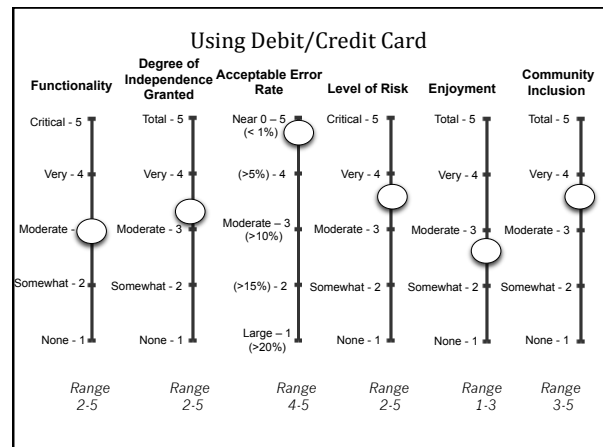 Using Debit/Credit Card
Functionality
Degree of
Independence
Granted
Acceptable Error
Rate
Level of Risk
Enjoyment
Community
Inclusion
Critical - 5
Very - 4
Moderate -
Somewhat - 2
None - 1
Total - 5
Very - 4
Moderate - 3
Somewhat - 2
None - 1
Near 0 – 5
(< 1%)
(>5%) - 4
Moderate – 3
(>10%)
(>15%) - 2
Large – 1
(>20%)
Critical - 5
Very - 4
Moderate - 3
Somewhat - 2
None - 1
Total - 5
Very - 4
Moderate - 3
Somewhat - 2
None - 1
Total - 5
Very - 4
Moderate - 3
Somewhat - 2
None - 1
Range
2-5
Range
2-5
Range
4-5
Range
2-5
Range
1-3
Range
3-5